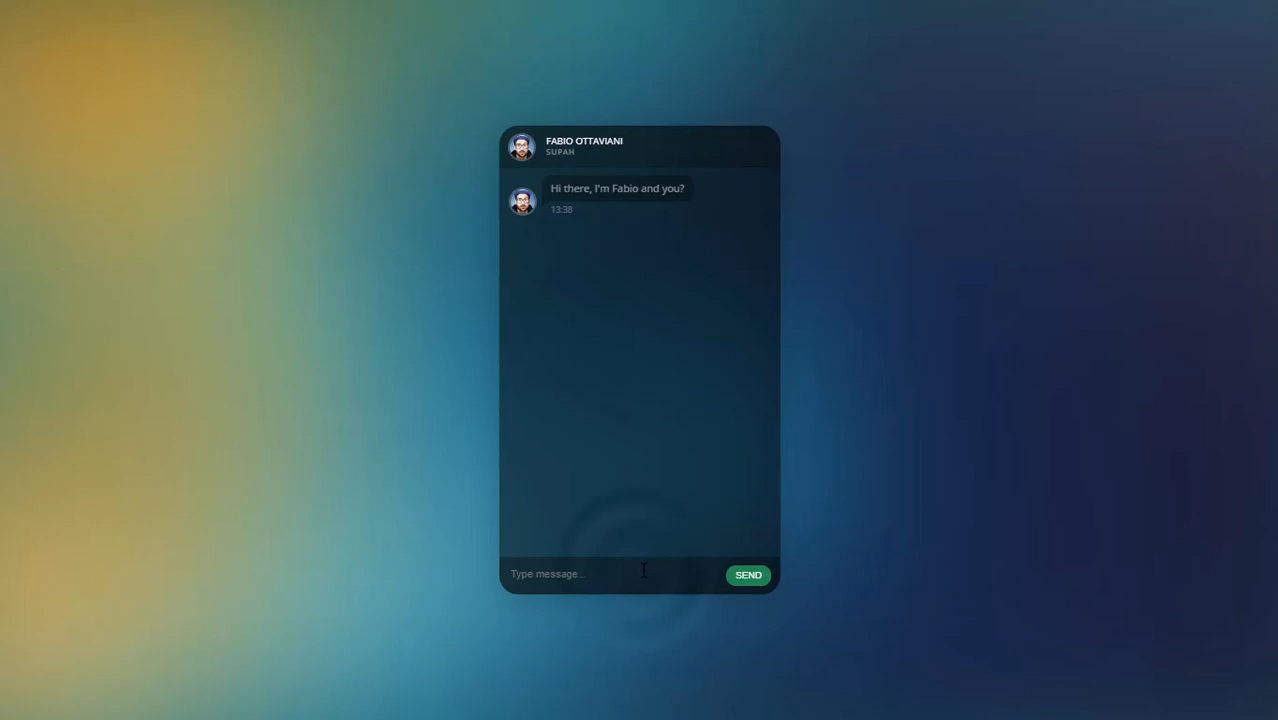 FABIO OTTAVIANI
SUPAH
Hi there, I'm Fabio and you?
13:38
Type message...
SEND